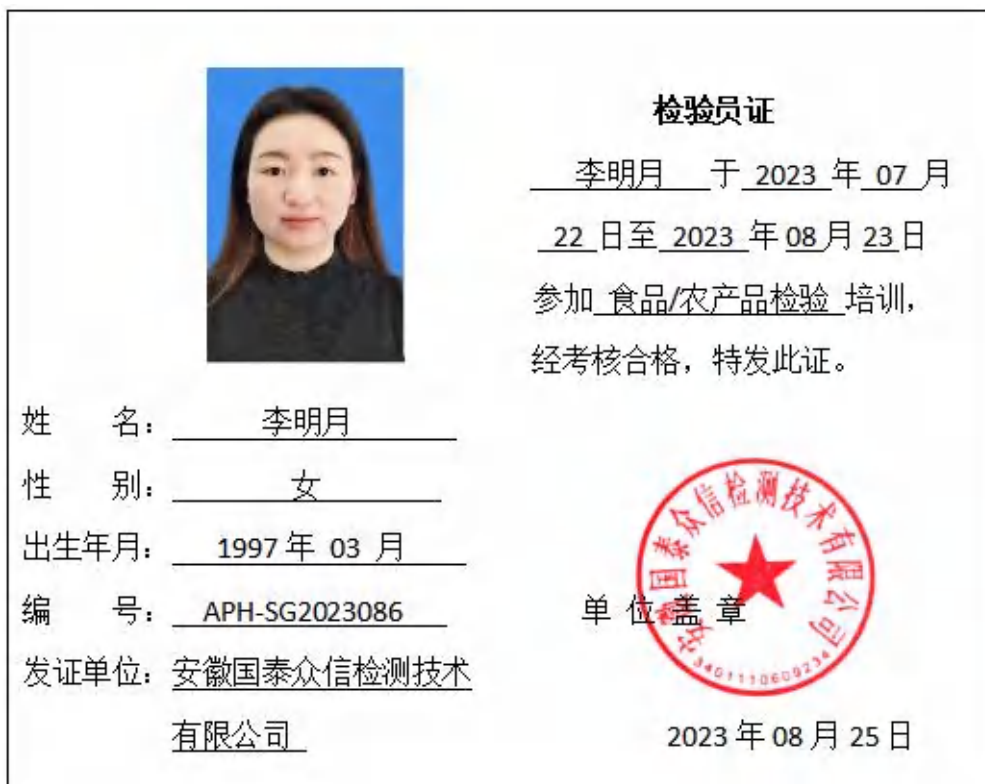 检验员证
李明月 于 2023 年 07 月
22 日至 2023 年 08 月 23 日
参加 食品/农产品检验 培训，
经考核合格，特发此证。
姓 名： 李明月
性 别： 女
出生年月： 1997 年 03 月
编 号： APH-SG2023086
发证单位： 安徽国泰众信检测技术
有限公司
单 位 盖 章
安徽国泰众信检测技术有限公司
3401110609234
2023 年 08 月 25 日